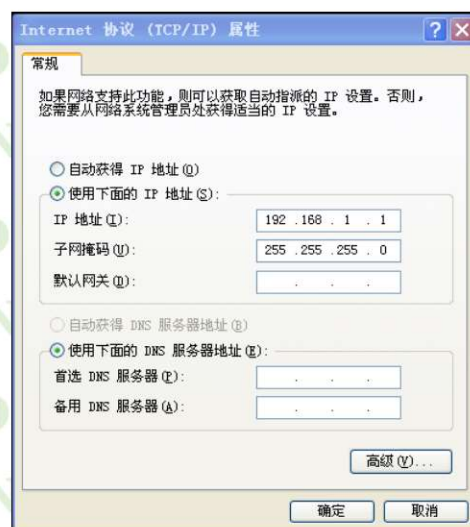 Internet 协议 (TCP/IP) 属性
常规
如果网络支持此功能，则可以获取自动指派的 IP 设置。否则，
您需要从网络系统管理员处获得适当的 IP 设置。
自动获得 IP 地址(O)
使用下面的 IP 地址(S):
IP 地址(I): 192 .168 . 1 . 1
子网掩码(U): 255 .255 .255 . 0
默认网关(D): . . .
自动获得 DNS 服务器地址(B)
使用下面的 DNS 服务器地址(E):
首选 DNS 服务器(P): . . .
备用 DNS 服务器(A): . . .
高级(V)...
确定 取消